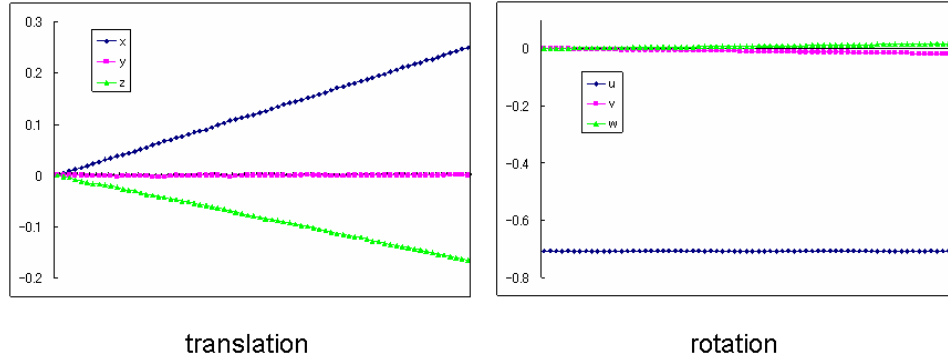 0.3
0.2
0.1
0
-0.1
-0.2
x
y
z
0
-0.2
-0.4
-0.6
-0.8
u
v
w
translation
rotation